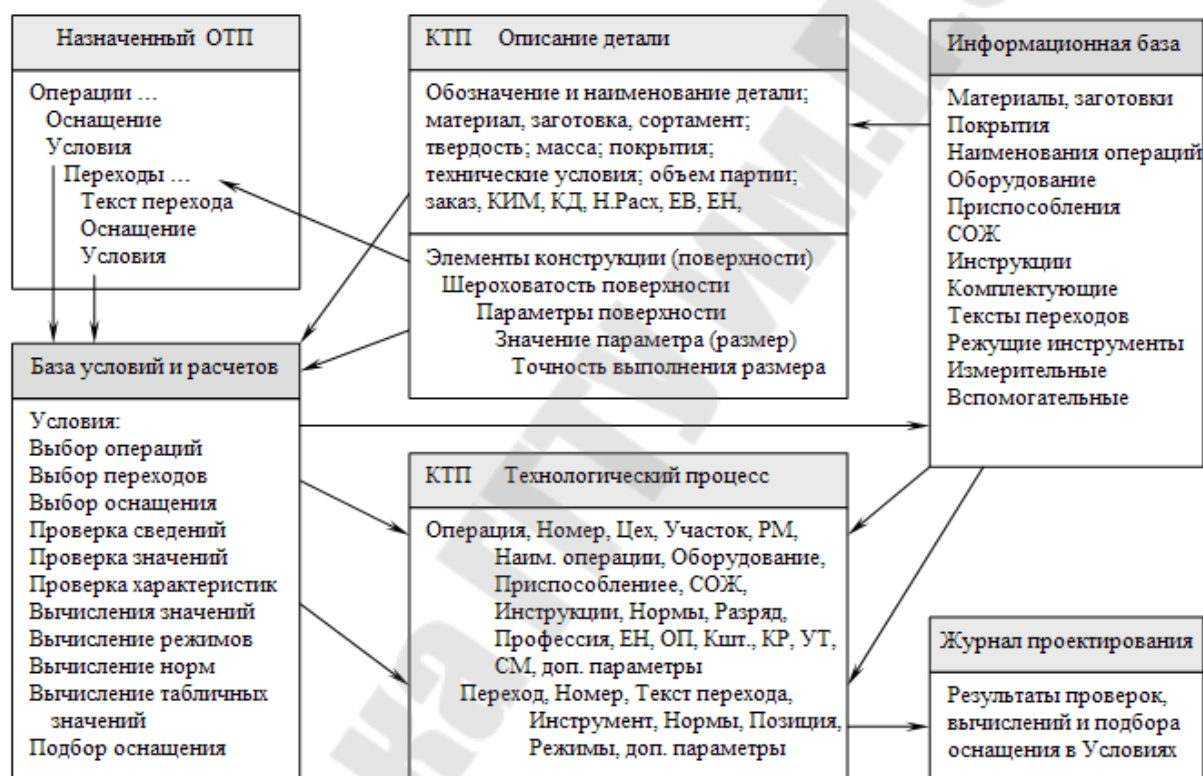 Назначенный ОТП
Операции …
Оснащение
Условия
Переходы …
Текст перехода
Оснащение
Условия
КТП Описание детали
Обозначение и наименование детали;
материал, заготовка, сортамент;
твердость; масса; покрытия;
технические условия; объем партии;
заказ, КИМ, КД, Н.Расх, ЕВ, ЕН,
Элементы конструкции (поверхности)
Шероховатость поверхности
Параметры поверхности
Значение параметра (размер)
Точность выполнения размера
Информационная база
Материалы, заготовки
Покрытия
Наименования операций
Оборудование
Приспособления
СОЖ
Инструкции
Комплектующие
Тексты переходов
Режущие инструменты
Измерительные
Вспомогательные
База условий и расчетов
Условия:
Выбор операций
Выбор переходов
Выбор оснащения
Проверка сведений
Проверка значений
Проверка характеристик
Вычисления значений
Вычисление режимов
Вычисление норм
Вычисление табличных
значений
Подбор оснащения
КТП Технологический процесс
Операция, Номер, Цех, Участок, РМ,
Наим. операции, Оборудование,
Приспособлениее, СОЖ,
Инструкции, Нормы, Разряд,
Профессия, ЕН, ОП, Кшт., КР, УТ,
СМ, доп. параметры
Переход, Номер, Текст перехода,
Инструмент, Нормы, Позиция,
Режимы, доп. параметры
Журнал проектирования
Результаты проверок,
вычислений и подбора
оснащения в Условиях